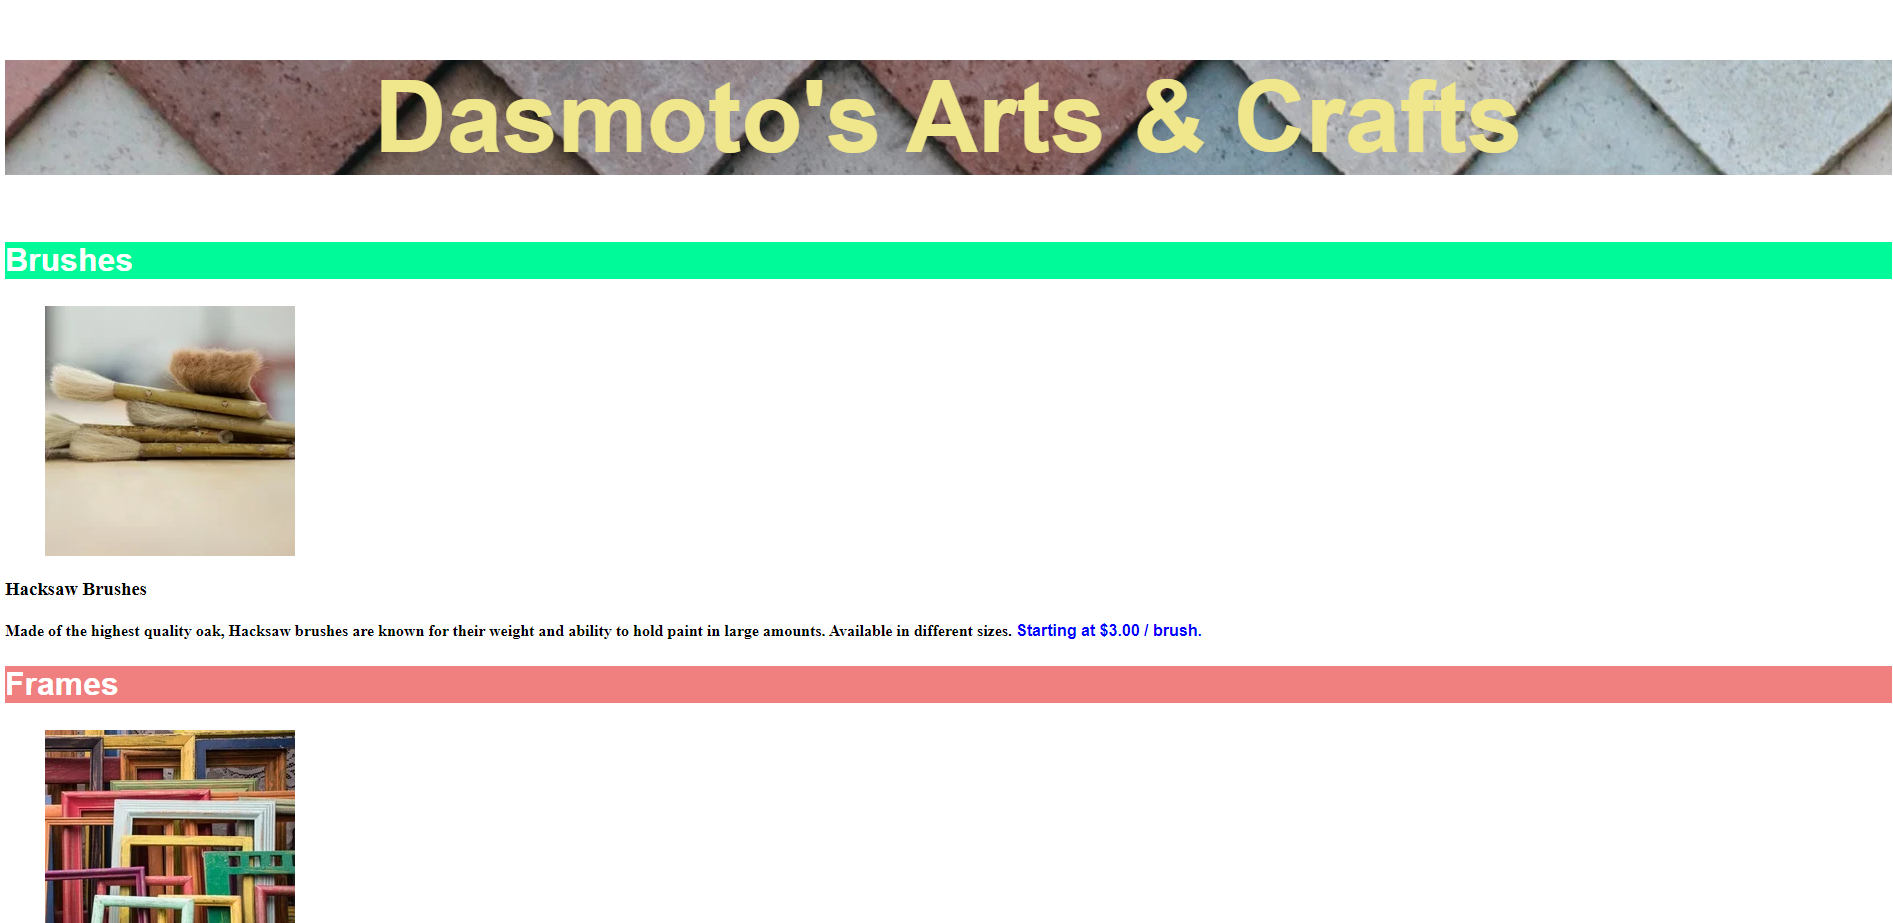 Dasmoto's Arts & Crafts
Brushes
Hacksaw Brushes
Made of the highest quality oak, Hacksaw brushes are known for their weight and ability to hold paint in large amounts. Available in different sizes. Starting at $3.00 / brush.
Frames